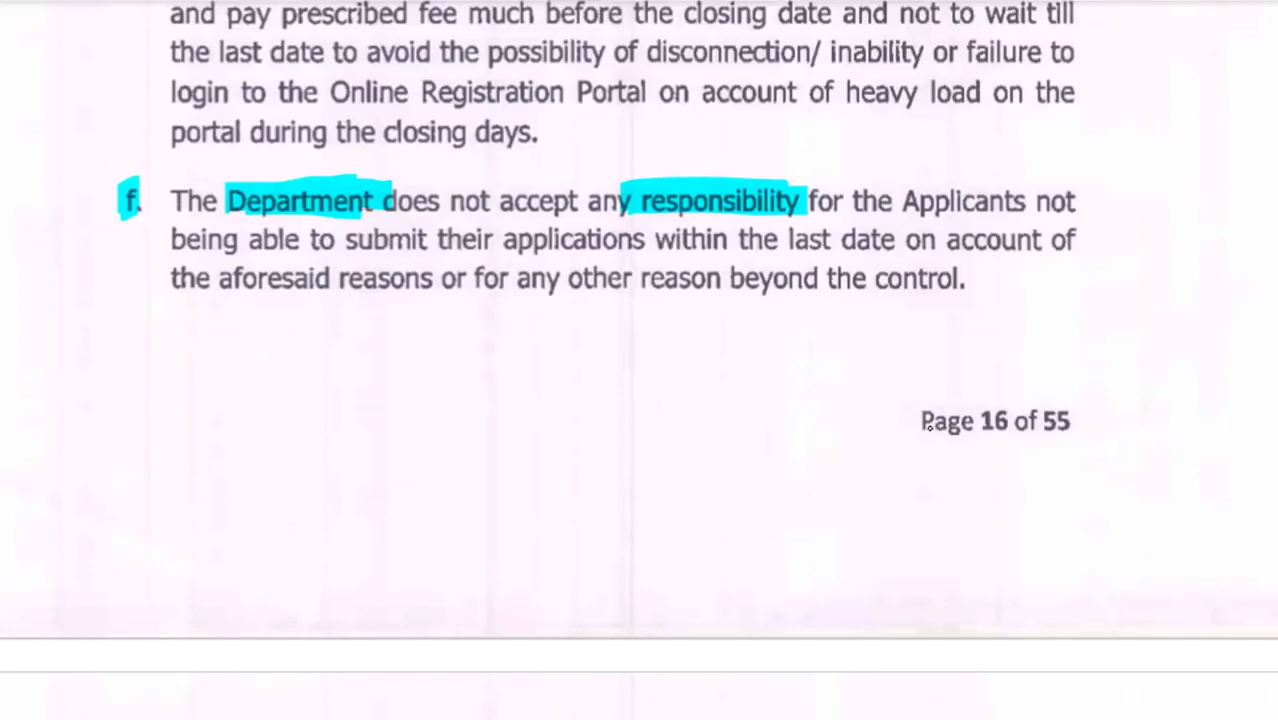 and pay prescribed fee much before the closing date and not to wait till
the last date to avoid the possibility of disconnection/ inability or failure to
login to the Online Registration Portal on account of heavy load on the
portal during the closing days.
f. The Department does not accept any responsibility for the Applicants not
being able to submit their applications within the last date on account of
the aforesaid reasons or for any other reason beyond the control.
Page 16 of 55